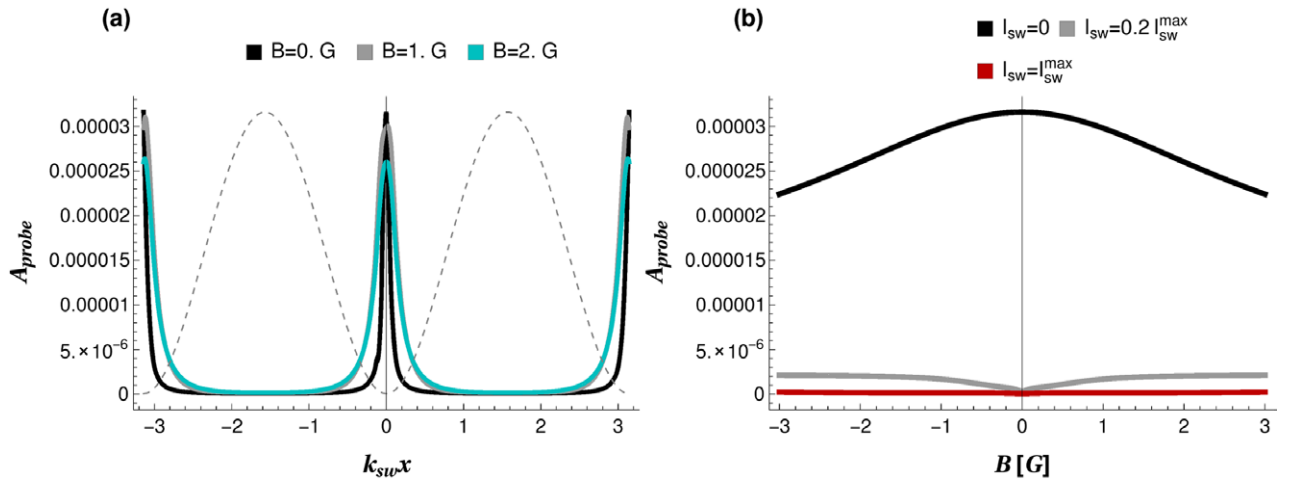 (a)
B=0. G B=1. G B=2. G
A_probe
0.00003
0.000025
0.00002
0.000015
0.00001
5.×10^-6
0
-3 -2 -1 0 1 2 3
k_sw x
(b)
I_sw=0 I_sw=0.2 I_sw^max
I_sw=I_sw^max
A_probe
0.00003
0.000025
0.00002
0.000015
0.00001
5.×10^-6
0
-3 -2 -1 0 1 2 3
B [G]